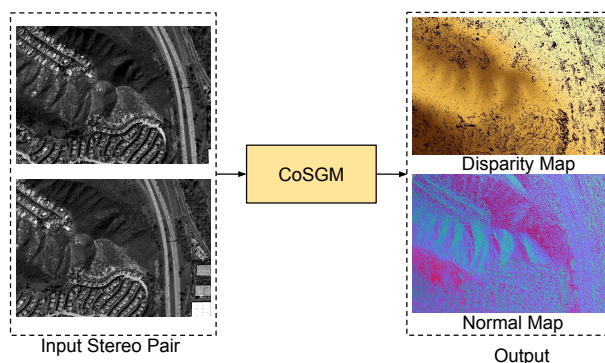 Input Stereo Pair
CoSGM
Disparity Map
Normal Map
Output